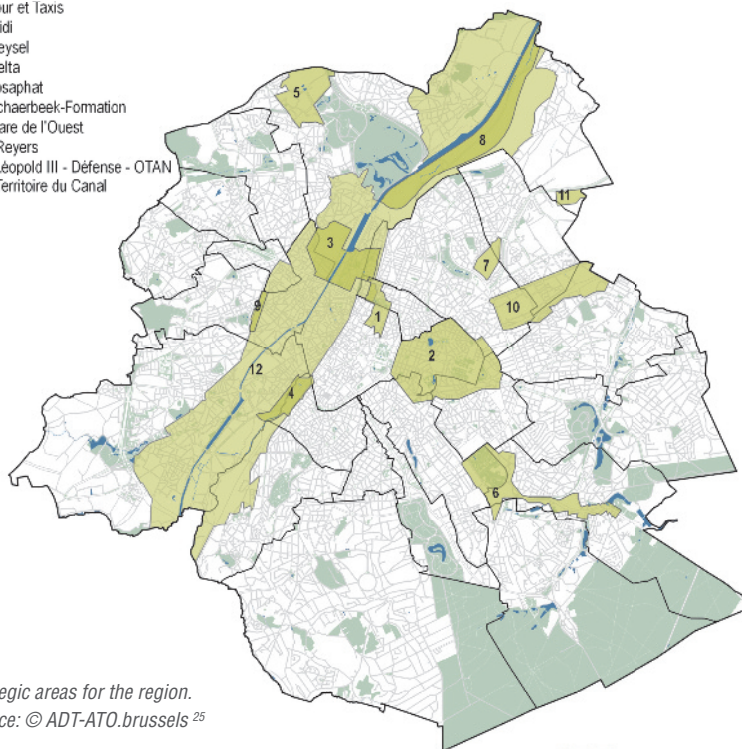 our et Taxis
idi
eysel
elta
osaphat
chaerbeek-Formation
are de l'Ouest
Reyers
Léopold III - Défense - OTAN
Territoire du Canal
5
8
11
3
7
10
9
1
2
12
4
6
egic areas for the region.
ce: © ADT-ATO.brussels 25